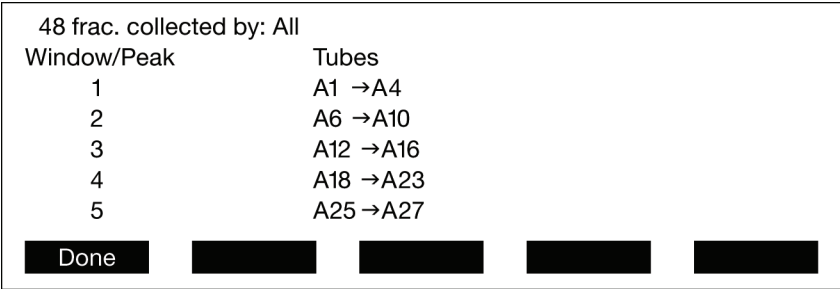 48 frac. collected by: All
Window/Peak Tubes
1 A1 →A4
2 A6 →A10
3 A12 →A16
4 A18 →A23
5 A25→A27
Done